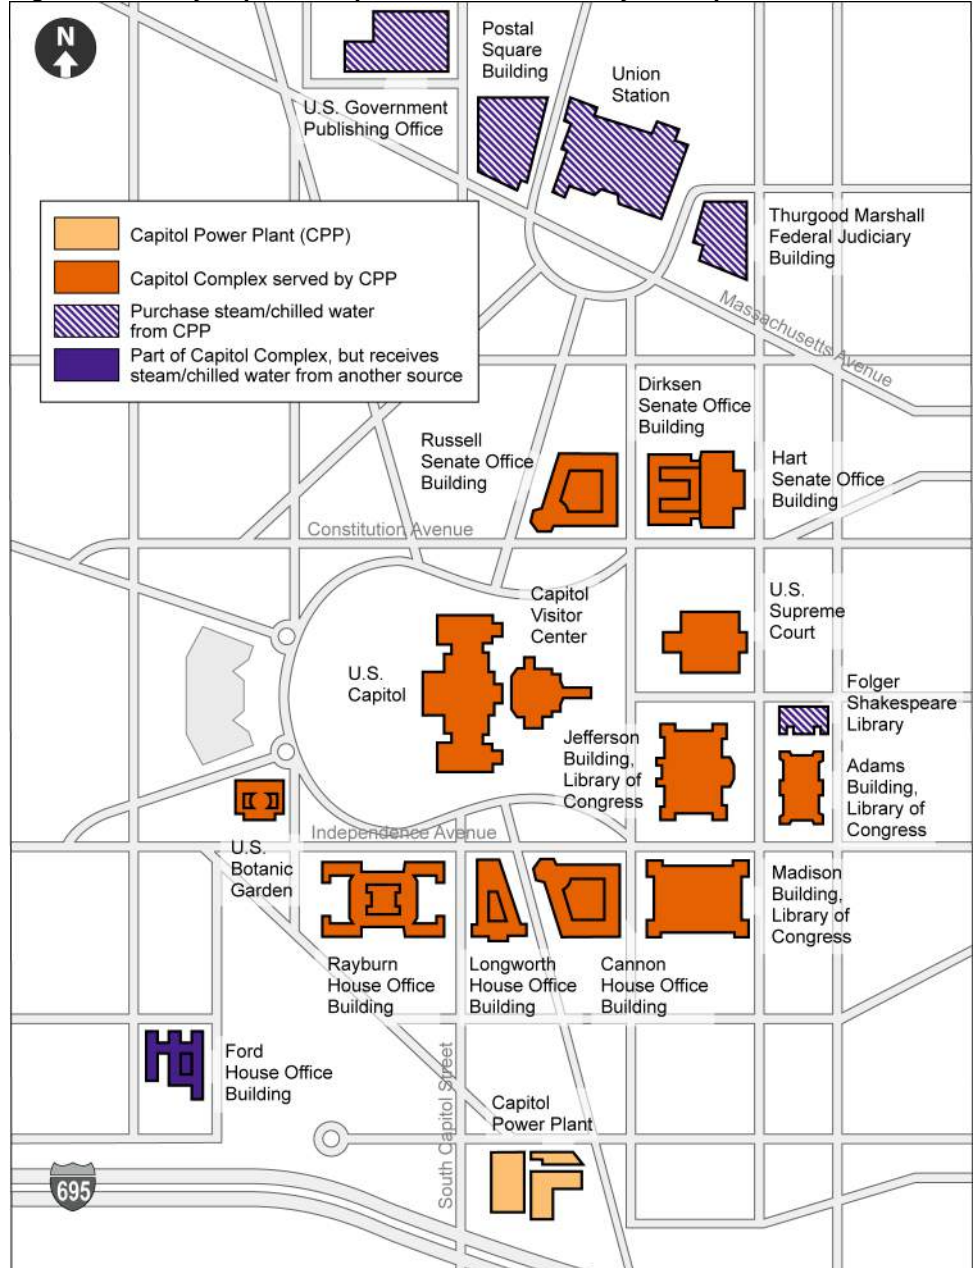 N
Postal
Square
Building
Union
Station
U.S. Government
Publishing Office
Thurgood Marshall
Federal Judiciary
Building
Capitol Power Plant (CPP)
Capitol Complex served by CPP
Purchase steam/chilled water
from CPP
Part of Capitol Complex, but receives
steam/chilled water from another source
Massachusetts Avenue
Dirksen
Senate Office
Building
Russell
Senate Office
Building
Hart
Senate Office
Building
Constitution Avenue
Capitol
Visitor
Center
U.S.
Supreme
Court
U.S.
Capitol
Folger
Shakespeare
Library
Jefferson
Building,
Library of
Congress
Adams
Building,
Library of
Congress
Independence Avenue
U.S.
Botanic
Garden
Madison
Building,
Library of
Congress
Rayburn
House Office
Building
Longworth
House Office
Building
Cannon
House Office
Building
Ford
House Office
Building
South Capitol Street
Capitol
Power Plant
695